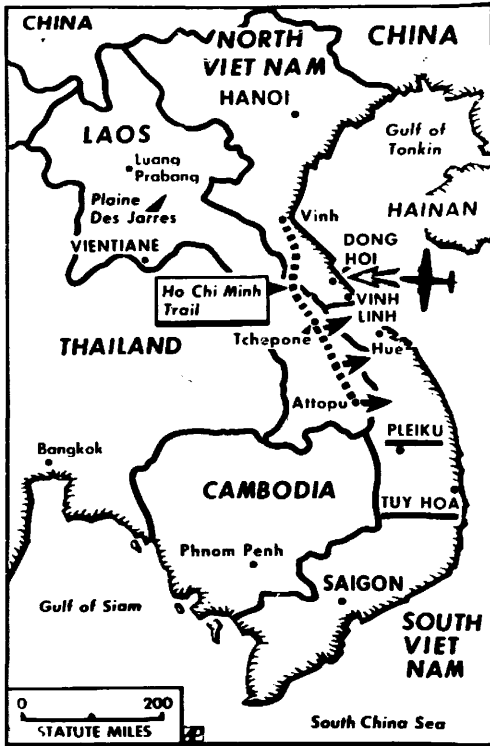 CHINA
NORTH
VIET NAM
CHINA
HANOI
LAOS
Luang
Prabang
Gulf of
Tonkin
Plaine
Des Jarres
HAINAN
Vinh
VIENTIANE
DONG
HOI
Ho Chi Minh
Trail
VINH
LINH
THAILAND
Tchepone
Hue
Attopu
PLEIKU
Bangkok
CAMBODIA
TUY HOA
Phnom Penh
SAIGON
Gulf of Siam
SOUTH
VIET
NAM
0 200
STATUTE MILES
South China Sea